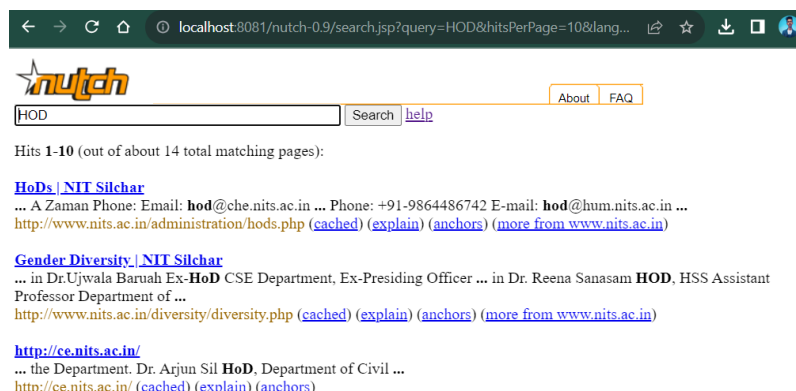 localhost:8081/nutch-0.9/search.jsp?query=HOD&hitsPerPage=10&lang...
nutch
About FAQ
HOD Search help
Hits 1-10 (out of about 14 total matching pages):
HoDs | NIT Silchar
... A Zaman Phone: Email: hod@che.nits.ac.in ... Phone: +91-9864486742 E-mail: hod@hum.nits.ac.in ...
http://www.nits.ac.in/administration/hods.php (cached) (explain) (anchors) (more from www.nits.ac.in)
Gender Diversity | NIT Silchar
... in Dr.Ujwala Baruah Ex-HoD CSE Department, Ex-Presiding Officer ... in Dr. Reena Sanasam HOD, HSS Assistant
Professor Department of ...
http://www.nits.ac.in/diversity/diversity.php (cached) (explain) (anchors) (more from www.nits.ac.in)
http://ce.nits.ac.in/
... the Department. Dr. Arjun Sil HoD, Department of Civil ...
http://ce.nits.ac.in/ (cached) (explain) (anchors)